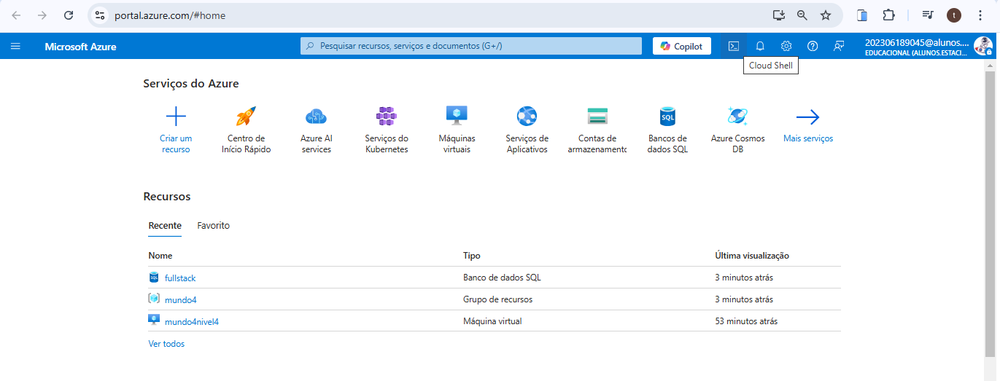 portal.azure.com/#home
t
Microsoft Azure
Pesquisar recursos, serviços e documentos (G+/)
Copilot
202306189045@alunos....
EDUCACIONAL (ALUNOS.ESTACI...
Cloud Shell
Serviços do Azure
Criar um
recurso
Centro de
Início Rápido
Azure AI
services
Serviços do
Kubernetes
Máquinas
virtuais
Serviços de
Aplicativos
Contas de
armazenamento
SQL
Bancos de
dados SQL
Azure Cosmos
DB
Mais serviços
Recursos
Recente Favorito
Nome Tipo Última visualização
SQL fullstack Banco de dados SQL 3 minutos atrás
mundo4 Grupo de recursos 3 minutos atrás
mundo4nivel4 Máquina virtual 53 minutos atrás
Ver todos